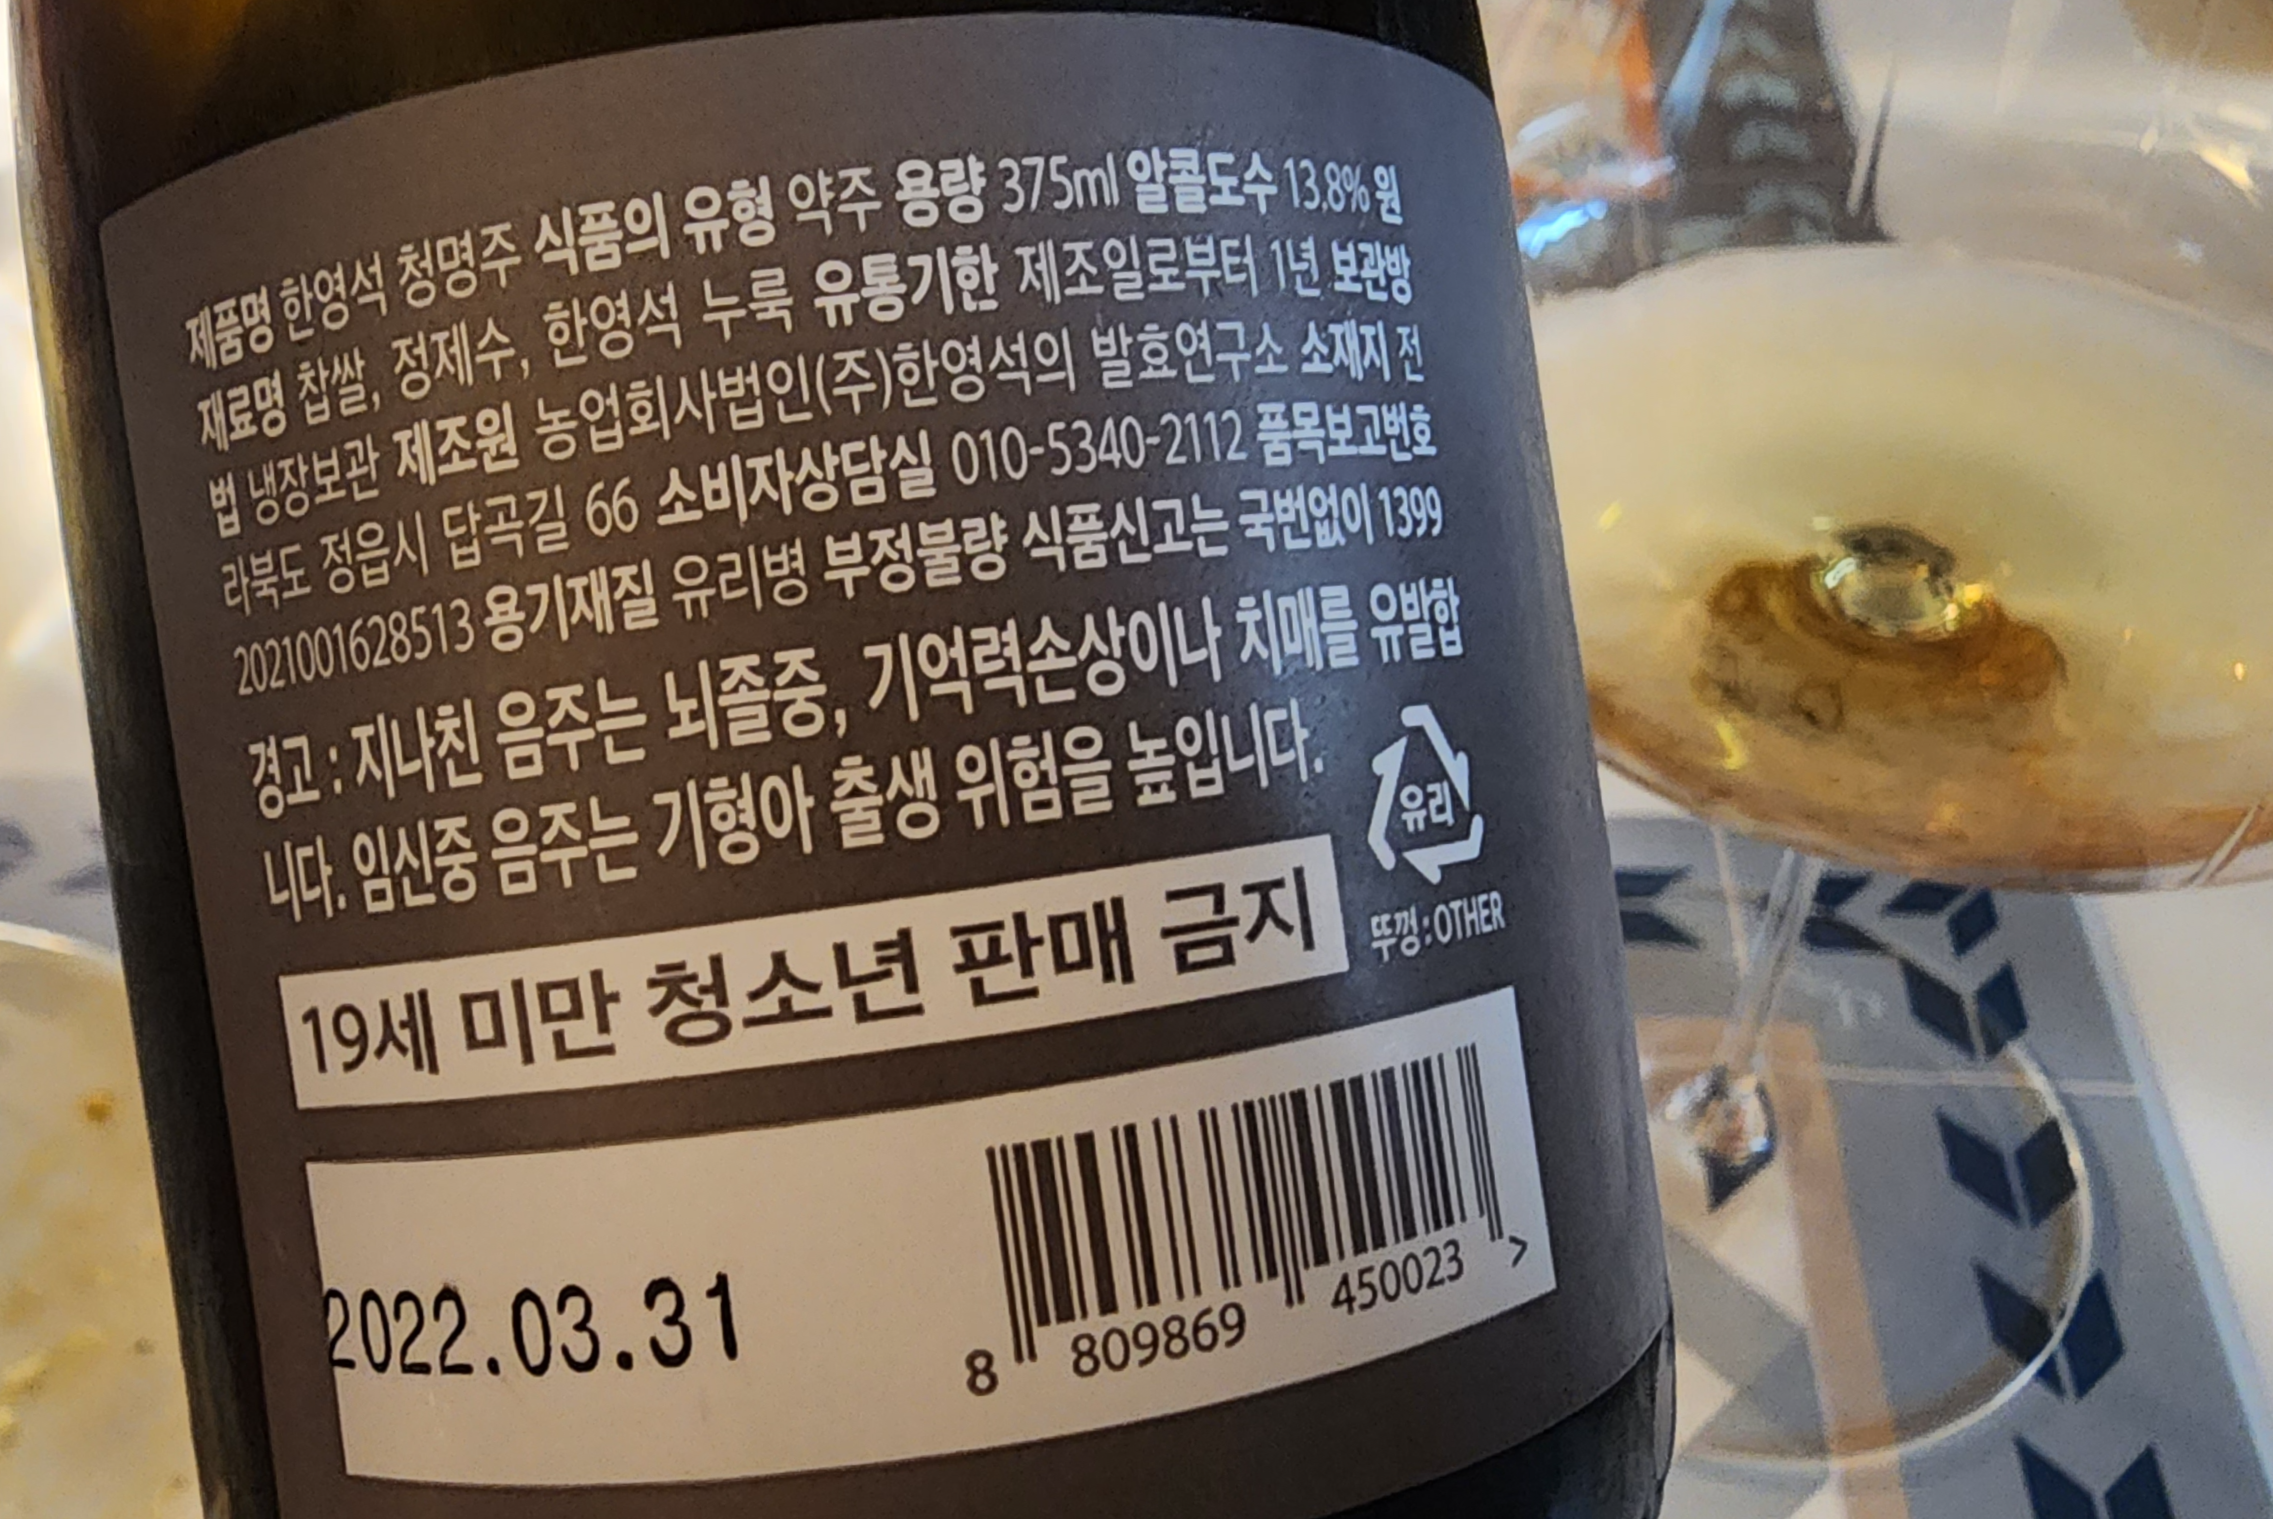 제품명 한영석 청명주 식품의 유형 약주 용량 375ml 알콜도수 13.8% 원
재료명 찹쌀, 정제수, 한영석 누룩 유통기한 제조일로부터 1년 보관방
법 냉장보관 제조원 농업회사법인(주)한영석의 발효연구소 소재지 전
라북도 정읍시 답곡길 66 소비자상담실 010-5340-2112 품목보고번호
2021001628513 용기재질 유리병 부정불량 식품신고는 국번없이 1399
경고 : 지나친 음주는 뇌졸중, 기억력손상이나 치매를 유발합
니다. 임신중 음주는 기형아 출생 위험을 높입니다.
유리
뚜껑 : OTHER
19세 미만 청소년 판매 금지
2022.03.31
8 809869 450023 >